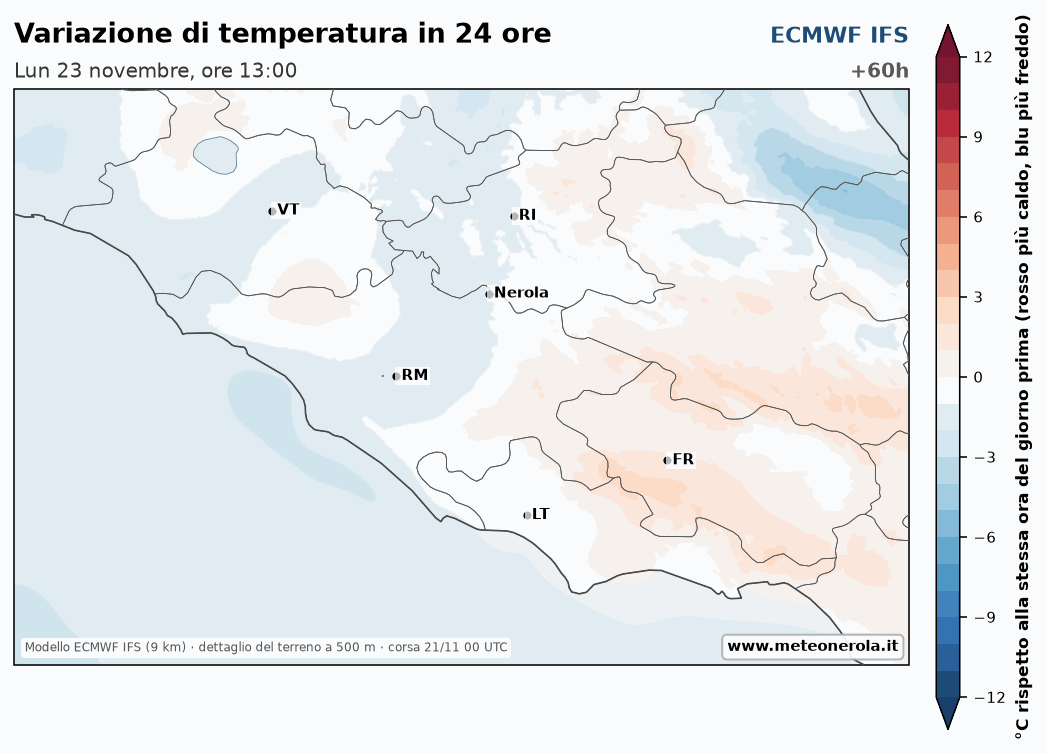 Variazione di temperatura in 24 ore
ECMWF IFS
Lun 23 novembre, ore 13:00
+60h
VT
RI
Nerola
RM
FR
LT
Modello ECMWF IFS (9 km) · dettaglio del terreno a 500 m · corsa 21/11 00 UTC
www.meteonerola.it
12
9
6
3
0
−3
−6
−9
−12
°C rispetto alla stessa ora del giorno prima (rosso più caldo, blu più freddo)